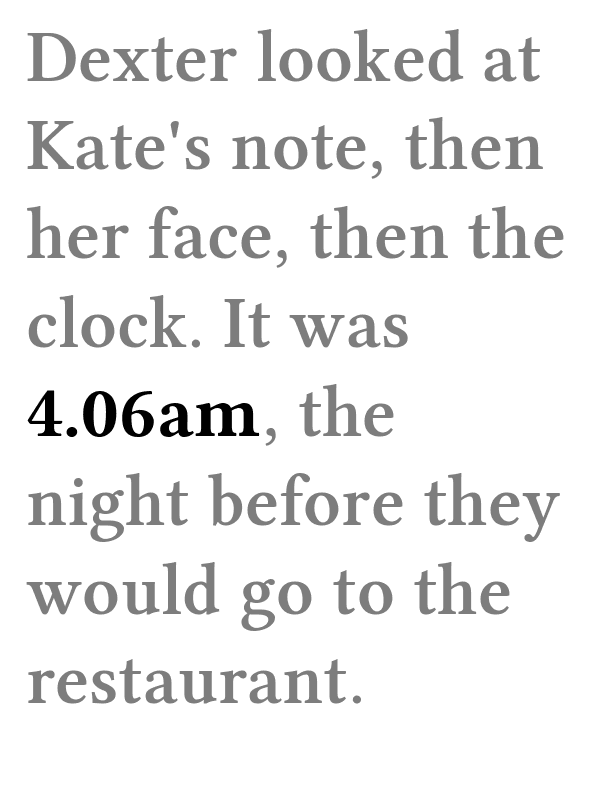 Dexter looked at
Kate's note, then
her face, then the
clock. It was
4.06am, the
night before they
would go to the
restaurant.